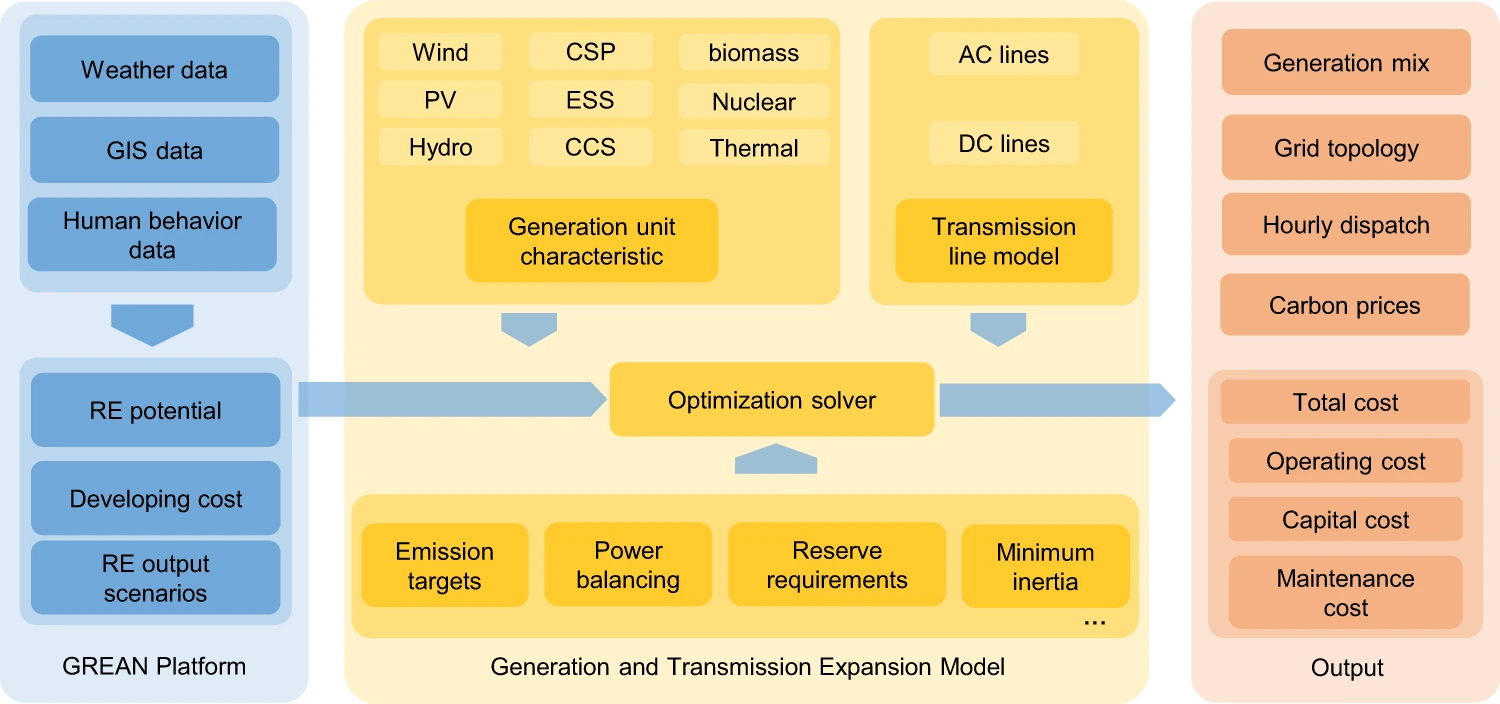 Weather data
GIS data
Human behavior
data
RE potential
Developing cost
RE output
scenarios
GREAN Platform
Wind
CSP
biomass
PV
ESS
Nuclear
Hydro
CCS
Thermal
Generation unit
characteristic
AC lines
DC lines
Transmission
line model
Optimization solver
Emission
targets
Power
balancing
Reserve
requirements
Minimum
inertia
...
Generation and Transmission Expansion Model
Generation mix
Grid topology
Hourly dispatch
Carbon prices
Total cost
Operating cost
Capital cost
Maintenance
cost
Output